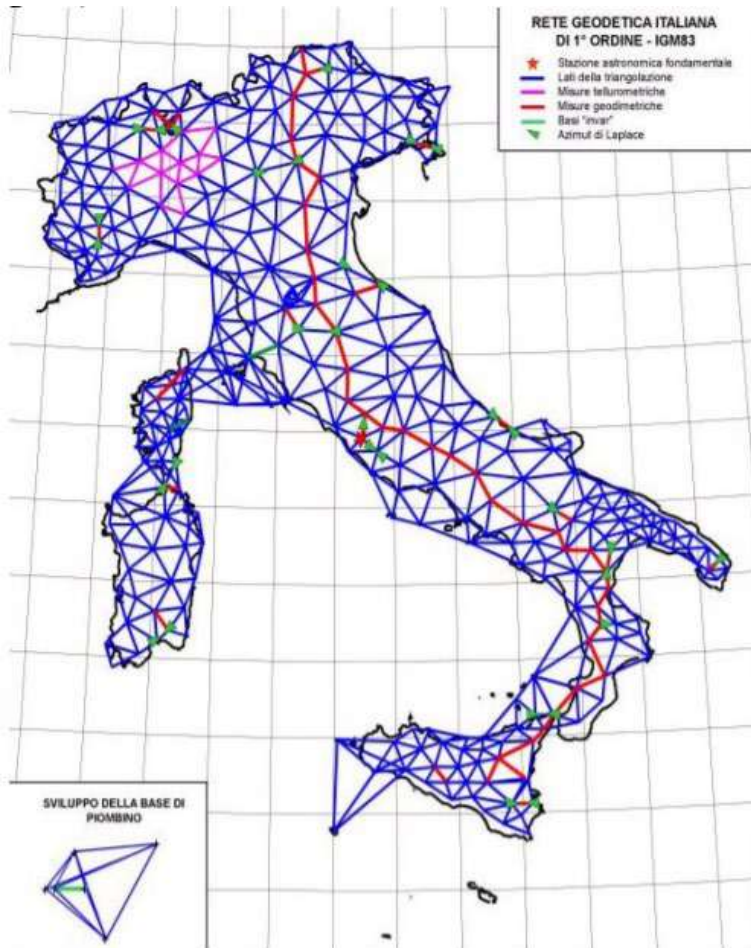 RETE GEODETICA ITALIANA
DI 1° ORDINE - IGM83
Stazione astronomica fondamentale
Lati della triangolazione
Misure tellurometriche
Misure geodimetriche
Basi "invar"
Azimut di Laplace
SVILUPPO DELLA BASE DI
PIOMBINO